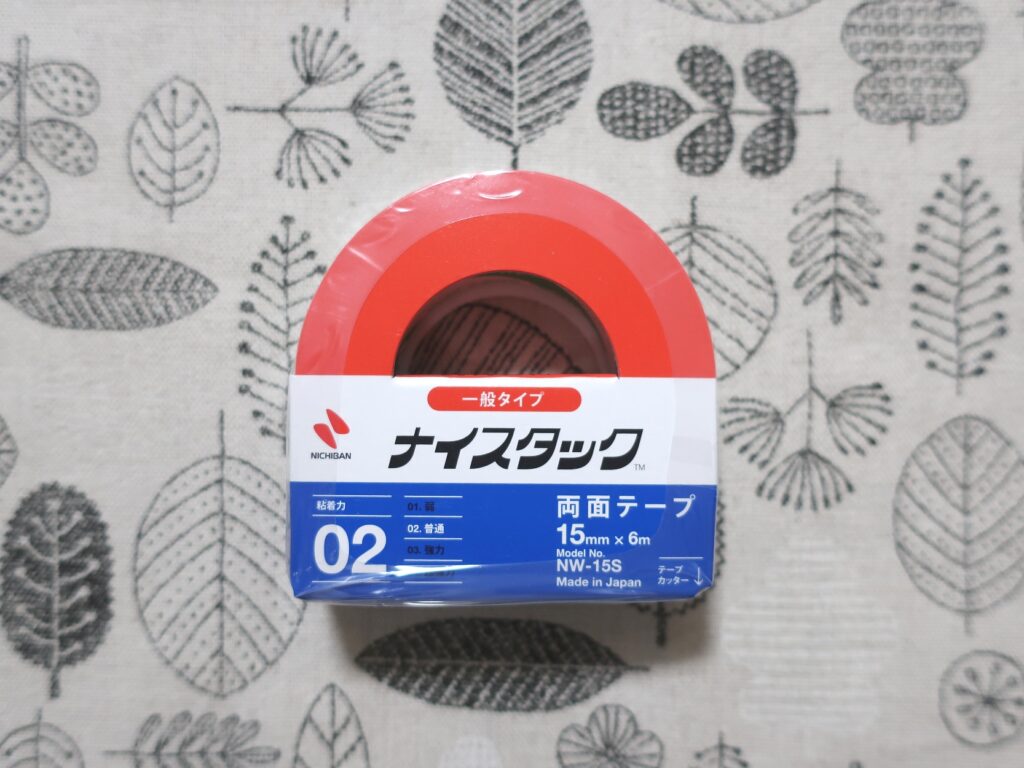 一般タイプ
NICHIBAN
ナイスタック
TM
粘着力
02
01. 弱
02. 普通
03. 強力
両面テープ
15mm × 6m
Model No.
NW-15S
Made in Japan
テープ
カッター ↓